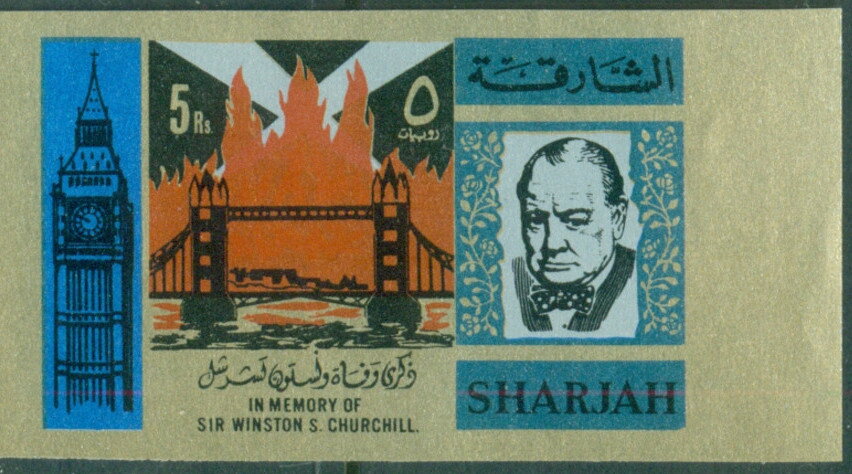 5 Rs.
٥
روبيات
الشارقة
ذكرى وفاة ونستون تشرشل
IN MEMORY OF
SIR WINSTON S. CHURCHILL.
SHARJAH